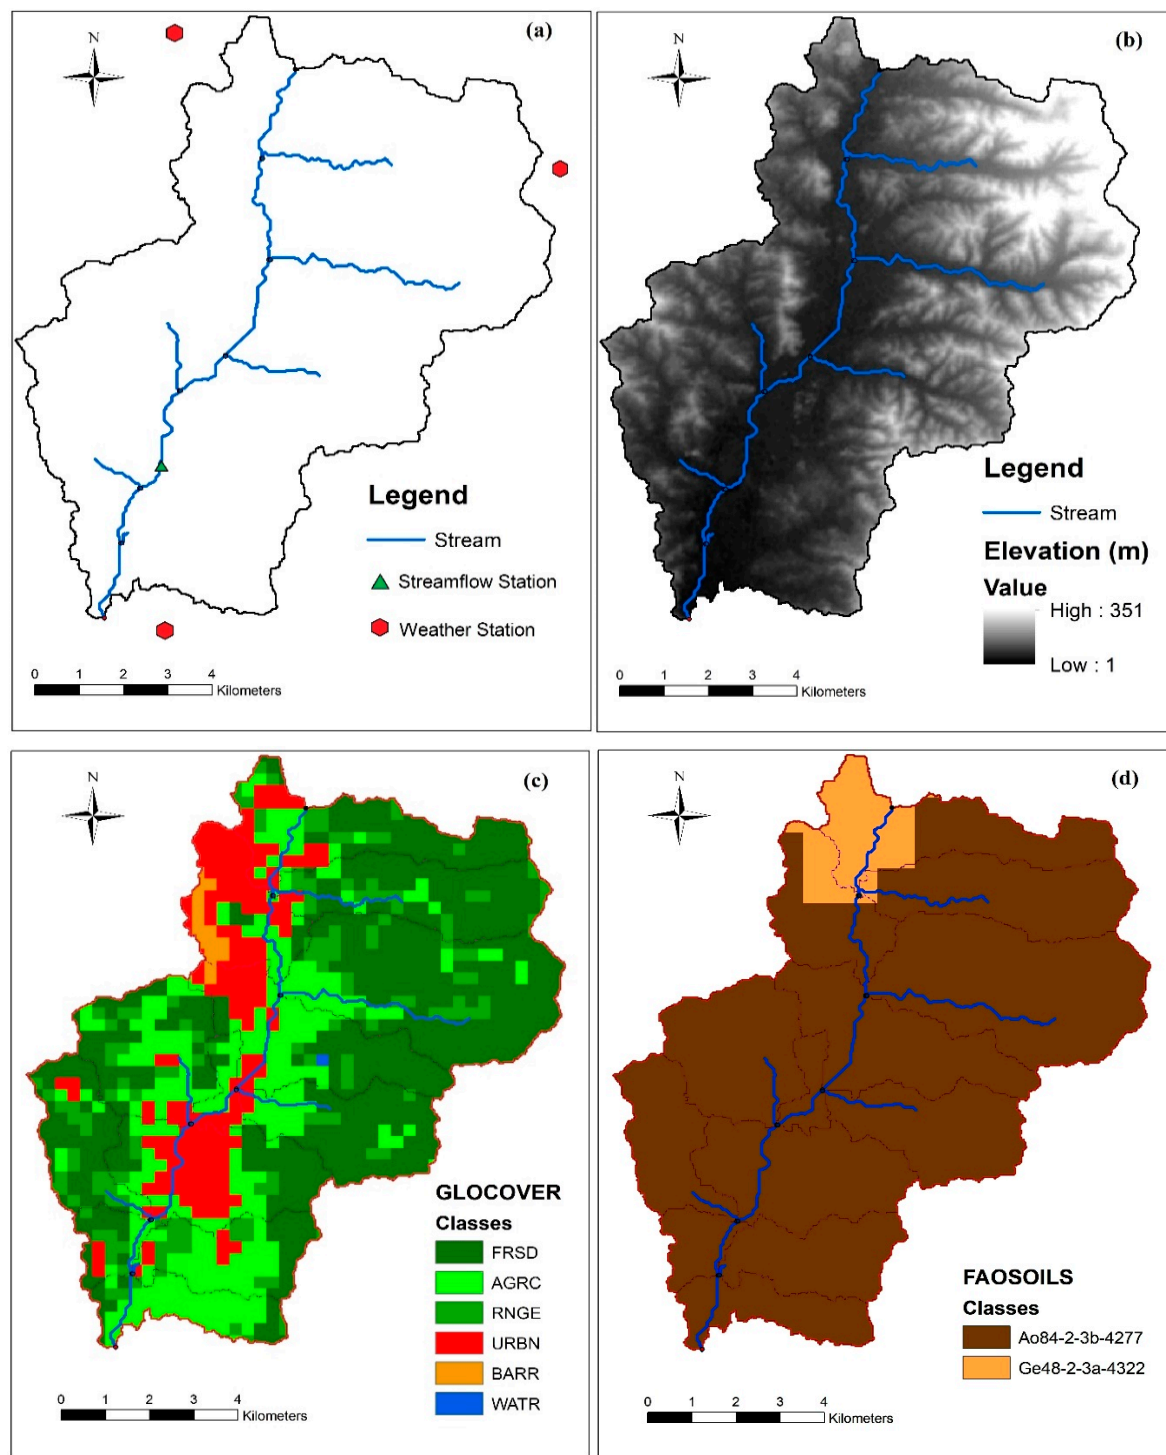 (a)
N
Legend
Stream
Streamflow Station
Weather Station
0 1 2 3 4
Kilometers
(b)
N
Legend
Stream
Elevation (m)
Value
High : 351
Low : 1
0 1 2 3 4
Kilometers
(c)
N
GLOCOVER
Classes
FRSD
AGRC
RNGE
URBN
BARR
WATR
0 1 2 3 4
Kilometers
(d)
N
FAOSOILS
Classes
Ao84-2-3b-4277
Ge48-2-3a-4322
0 1 2 3 4
Kilometers